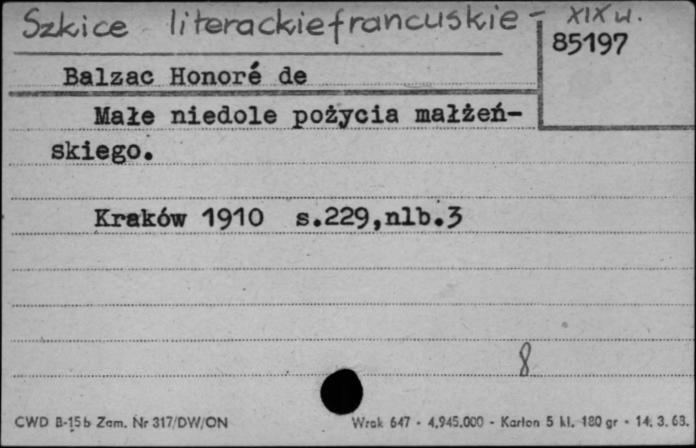 Szkice literackie francuskie - XIX w.
85197
Balzac Honoré de
Małe niedole pożycia małżeń-
skiego.
Kraków 1910 s.229,nlb.3
8
CWD B-15b Zam. Nr 317/DW/ON Wrak 647 - 4.945.000 - Karton 5 kl. 180 gr - 14. 3. 63.